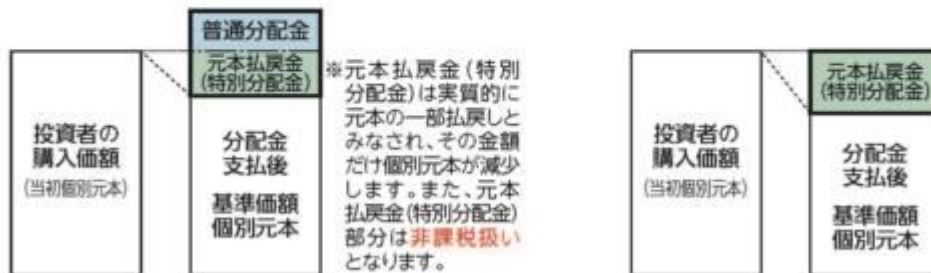 普通分配金
元本払戻金
(特別分配金)
投資者の
購入価額
(当初個別元本)
分配金
支払後
基準価額
個別元本
※元本払戻金(特別
分配金)は実質的に
元本の一部払戻しと
みなされ、その金額
だけ個別元本が減少
します。また、元本
払戻金(特別分配金)
部分は非課税扱い
となります。
元本払戻金
(特別分配金)
投資者の
購入価額
(当初個別元本)
分配金
支払後
基準価額
個別元本